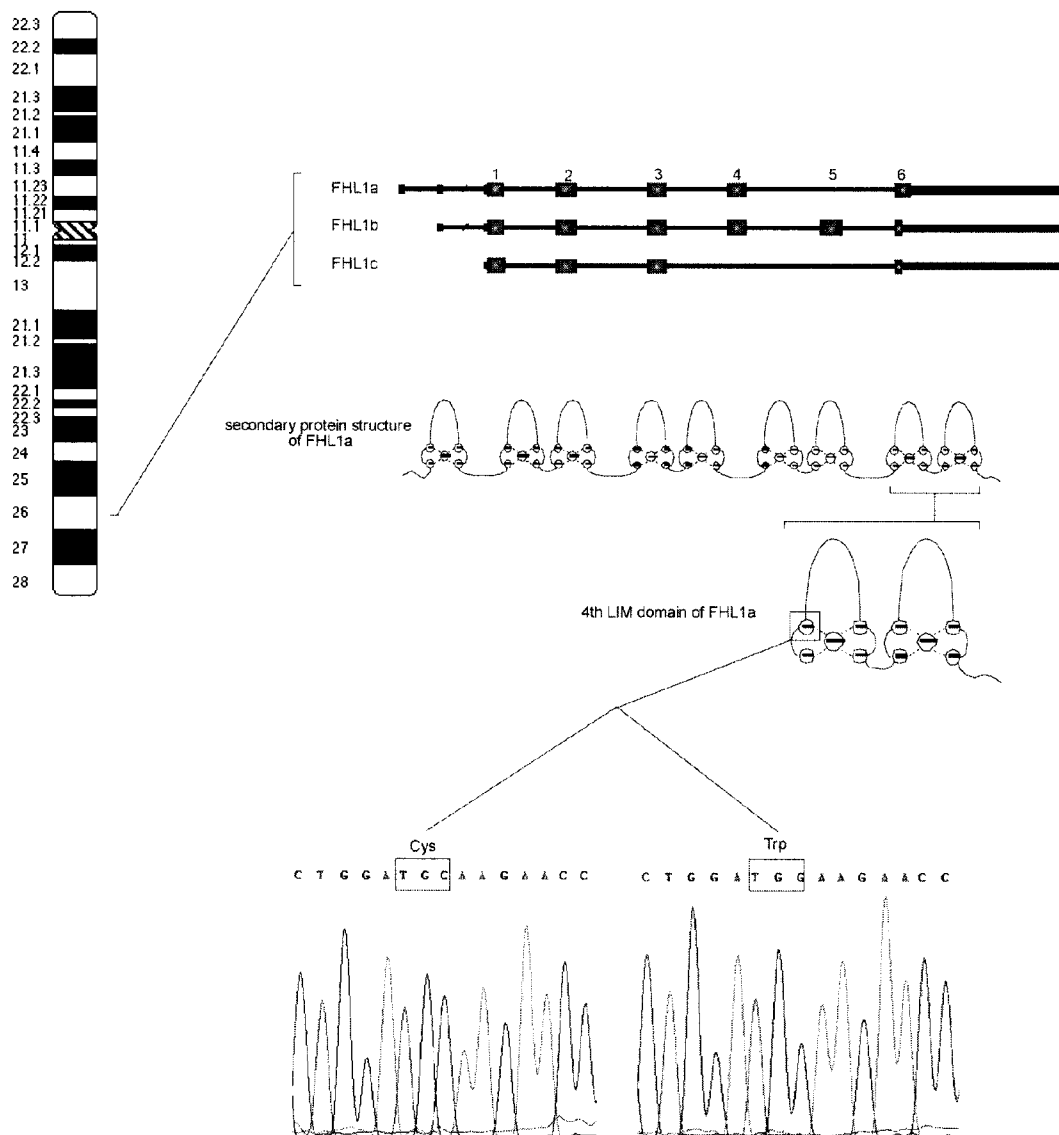 22.3
22.2
22.1
21.3
21.2
21.1
11.4
11.3
11.23
11.22
11.21
11.1
11
12.1
12.2
13
21.1
21.2
21.3
22.1
22.2
22.3
23
24
25
26
27
28
1 2 3 4 5 6
FHL1a
FHL1b
FHL1c
secondary protein structure
of FHL1a
4th LIM domain of FHL1a
Cys
C T G G A T G C A A G A A C C
Trp
C T G G A T G G A A G A A C C